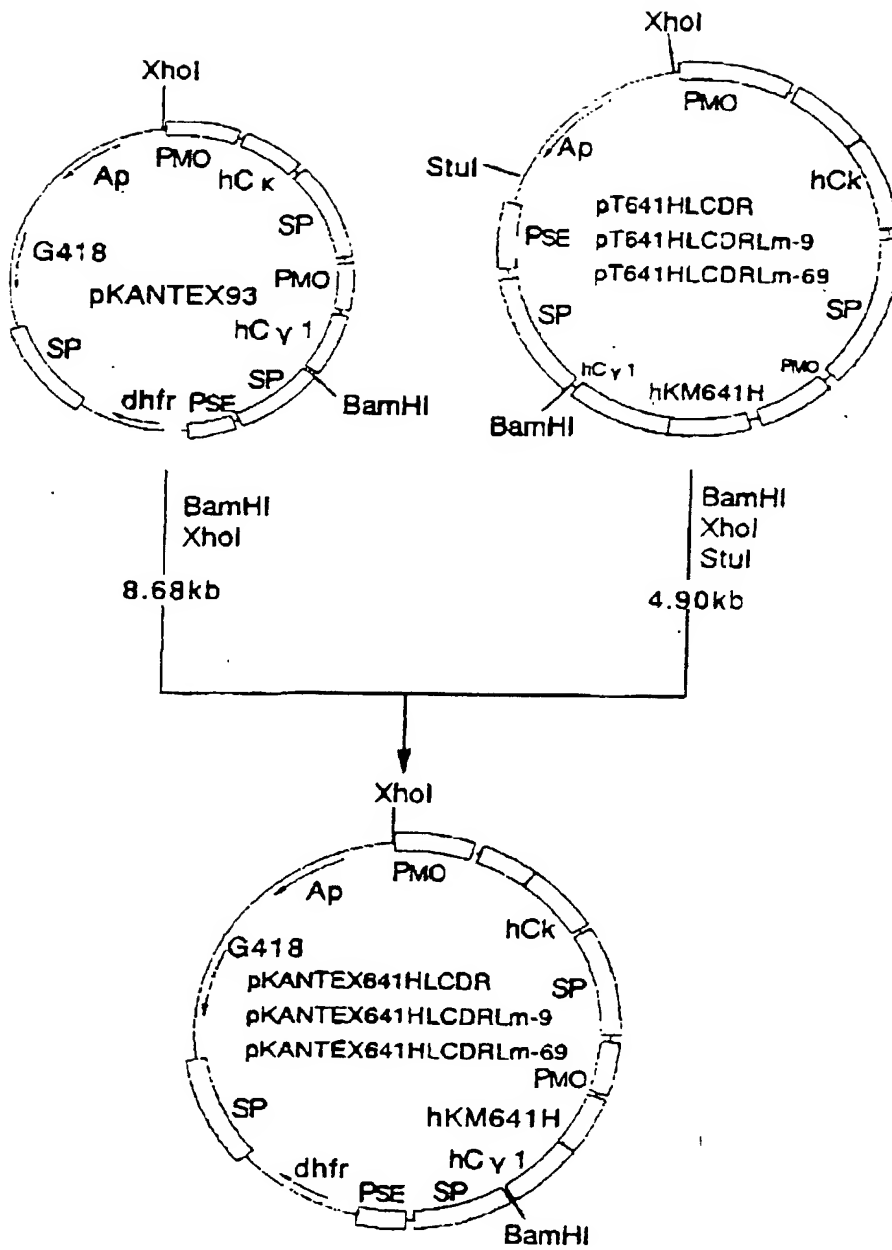 XhoI
PMO
hCκ
Ap
SP
G418
PMO
pKANTEX93
hCγ1
SP
SP
dhfr
PSE
BamHI
XhoI
PMO
Ap
StuI
hCk
pT641HLCDR
PSE
pT641HLCDRLm-9
pT641HLCDRLm-69
SP
SP
hCγ1
PMO
hKM641H
BamHI
BamHI
XhoI
8.68kb
BamHI
XhoI
StuI
4.90kb
XhoI
PMO
Ap
hCk
G418
pKANTEX641HLCDR
SP
pKANTEX641HLCDRLm-9
pKANTEX641HLCDRLm-69
PMO
SP
hKM641H
hCγ1
dhfr
PSE
SP
BamHI